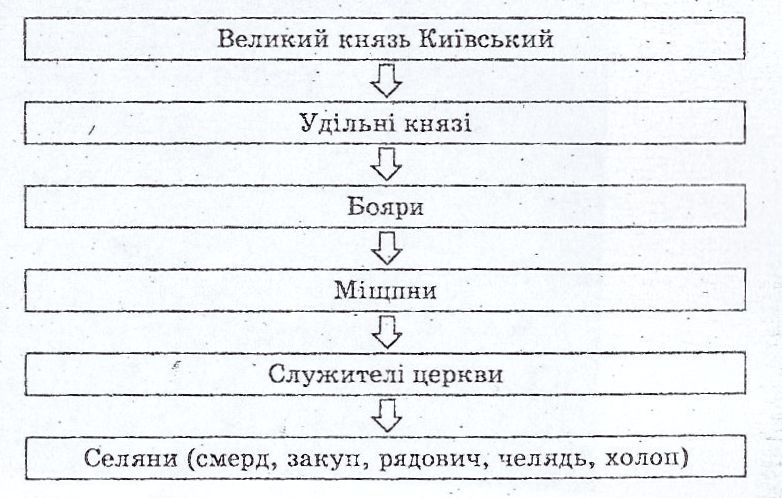 Великий князь Київський
Удільні князі
Бояри
Міщпни
Служителі церкви
Селяни (смерд, закуп, рядович, челядь, холоп)